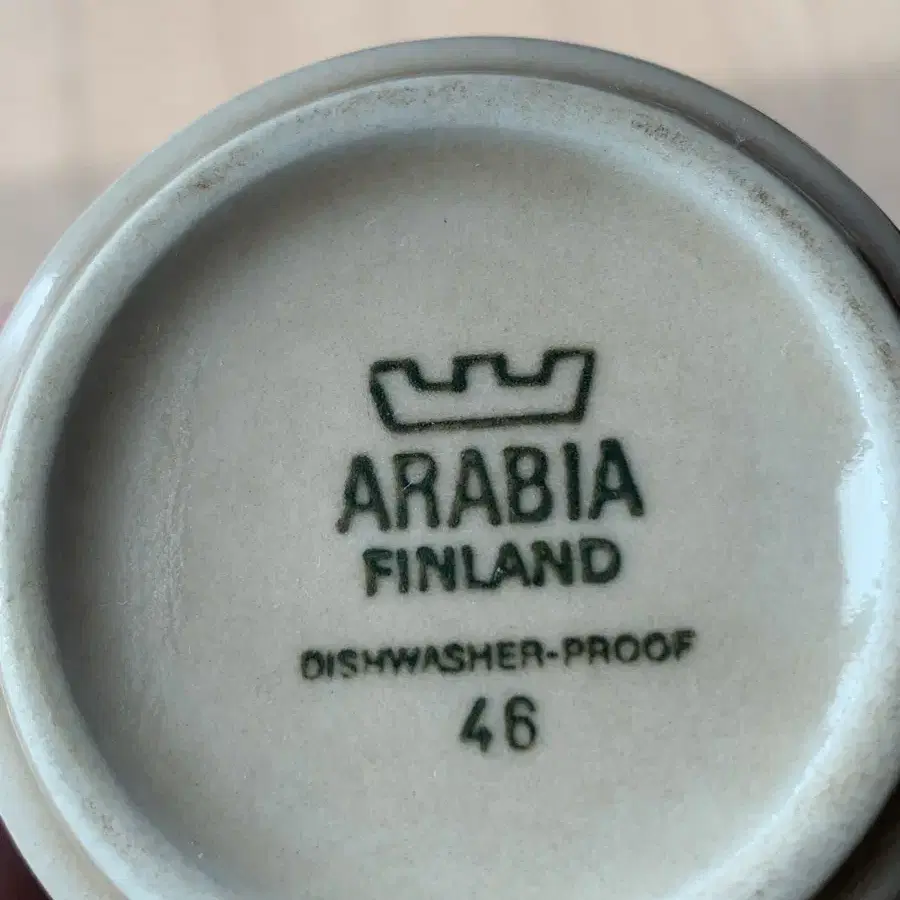 ARABIA
FINLAND
DISHWASHER-PROOF
46